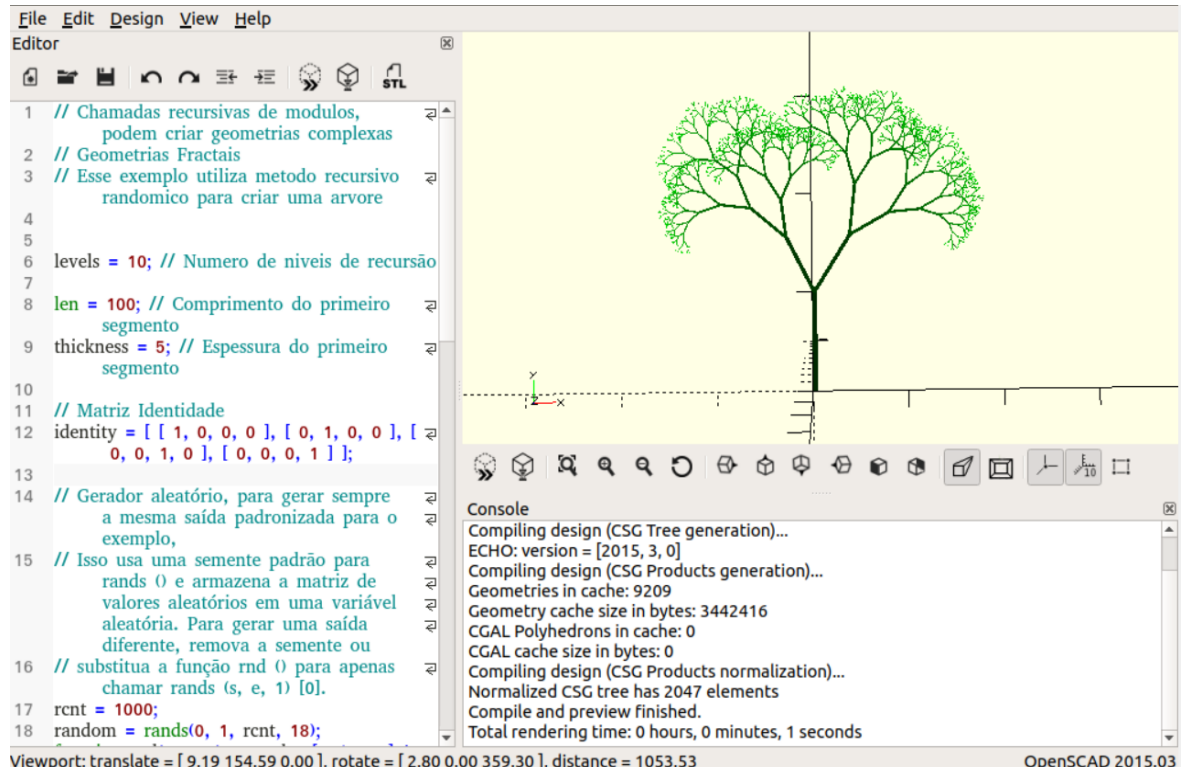 File Edit Design View Help
Editor
STL
1 // Chamadas recursivas de modulos,
podem criar geometrias complexas
2 // Geometrias Fractais
3 // Esse exemplo utiliza metodo recursivo
randomico para criar uma arvore
4
5
6 levels = 10; // Numero de niveis de recursão
7
8 len = 100; // Comprimento do primeiro
segmento
9 thickness = 5; // Espessura do primeiro
segmento
10
11 // Matriz Identidade
12 identity = [ [ 1, 0, 0, 0 ], [ 0, 1, 0, 0 ], [
0, 0, 1, 0 ], [ 0, 0, 0, 1 ] ];
13
14 // Gerador aleatório, para gerar sempre
a mesma saída padronizada para o
exemplo,
15 // Isso usa uma semente padrão para
rands () e armazena a matriz de
valores aleatórios em uma variável
aleatória. Para gerar uma saída
diferente, remova a semente ou
16 // substitua a função rnd () para apenas
chamar rands (s, e, 1) [0].
17 rcnt = 1000;
18 random = rands(0, 1, rcnt, 18);
Y
Z X
10
Console
Compiling design (CSG Tree generation)...
ECHO: version = [2015, 3, 0]
Compiling design (CSG Products generation)...
Geometries in cache: 9209
Geometry cache size in bytes: 3442416
CGAL Polyhedrons in cache: 0
CGAL cache size in bytes: 0
Compiling design (CSG Products normalization)...
Normalized CSG tree has 2047 elements
Compile and preview finished.
Total rendering time: 0 hours, 0 minutes, 1 seconds
Viewport: translate = [ 9.19 154.59 0.00 ], rotate = [ 2.80 0.00 359.30 ], distance = 1053.53
OpenSCAD 2015.03